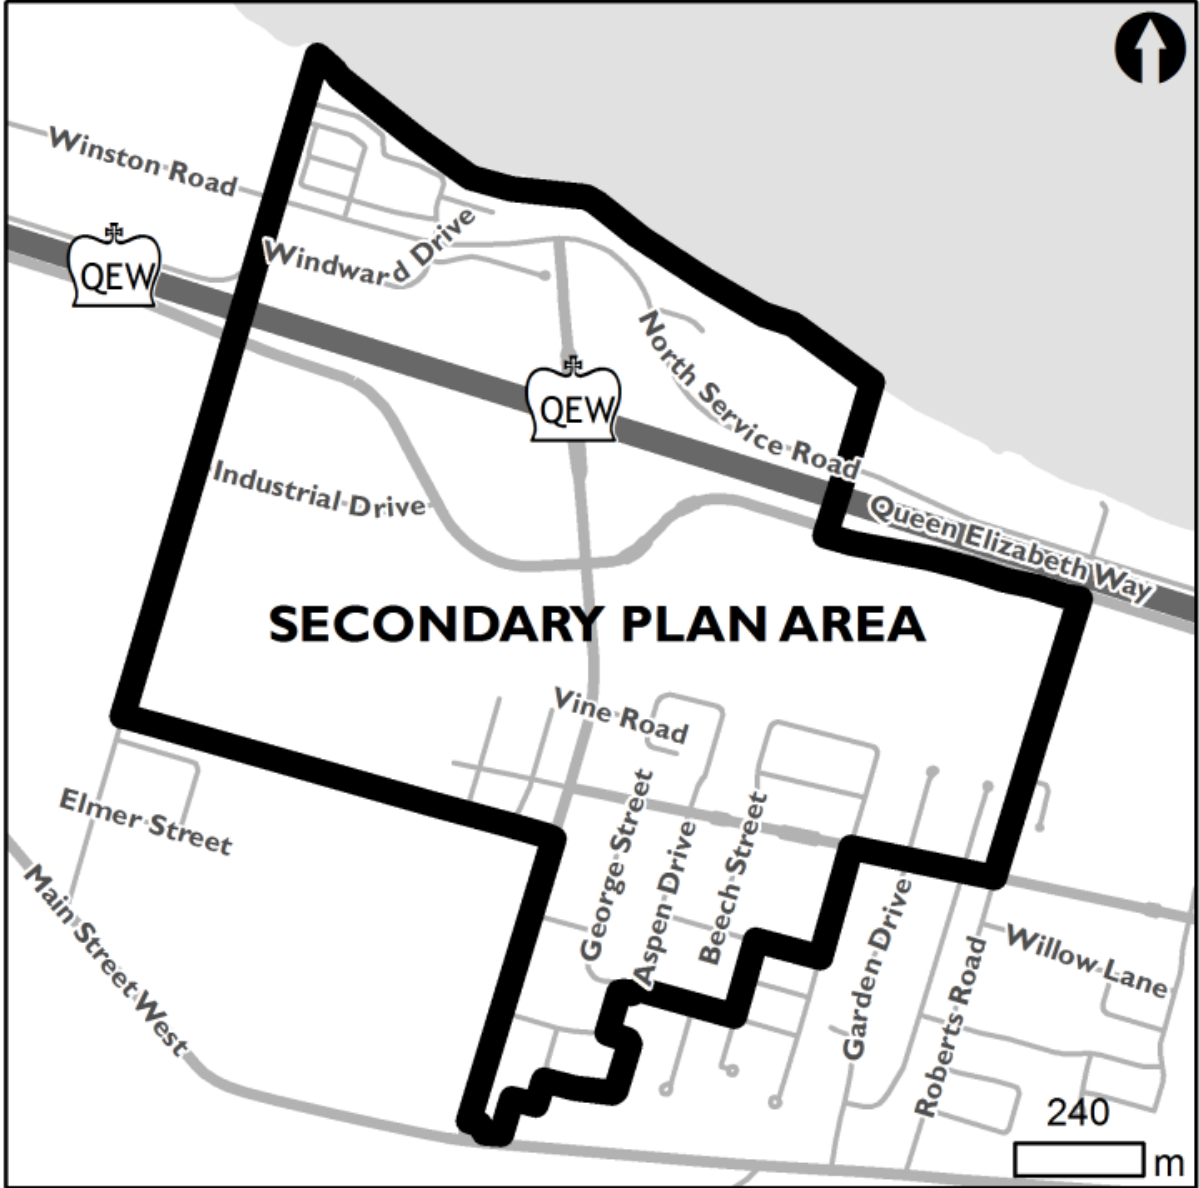 Winston Road
Windward Drive
QEW
North Service Road
QEW
Industrial Drive
Queen Elizabeth Way
SECONDARY PLAN AREA
Vine Road
Elmer Street
George Street
Aspen Drive
Beech Street
Main Street West
Garden Drive
Roberts Road
Willow Lane
240
m